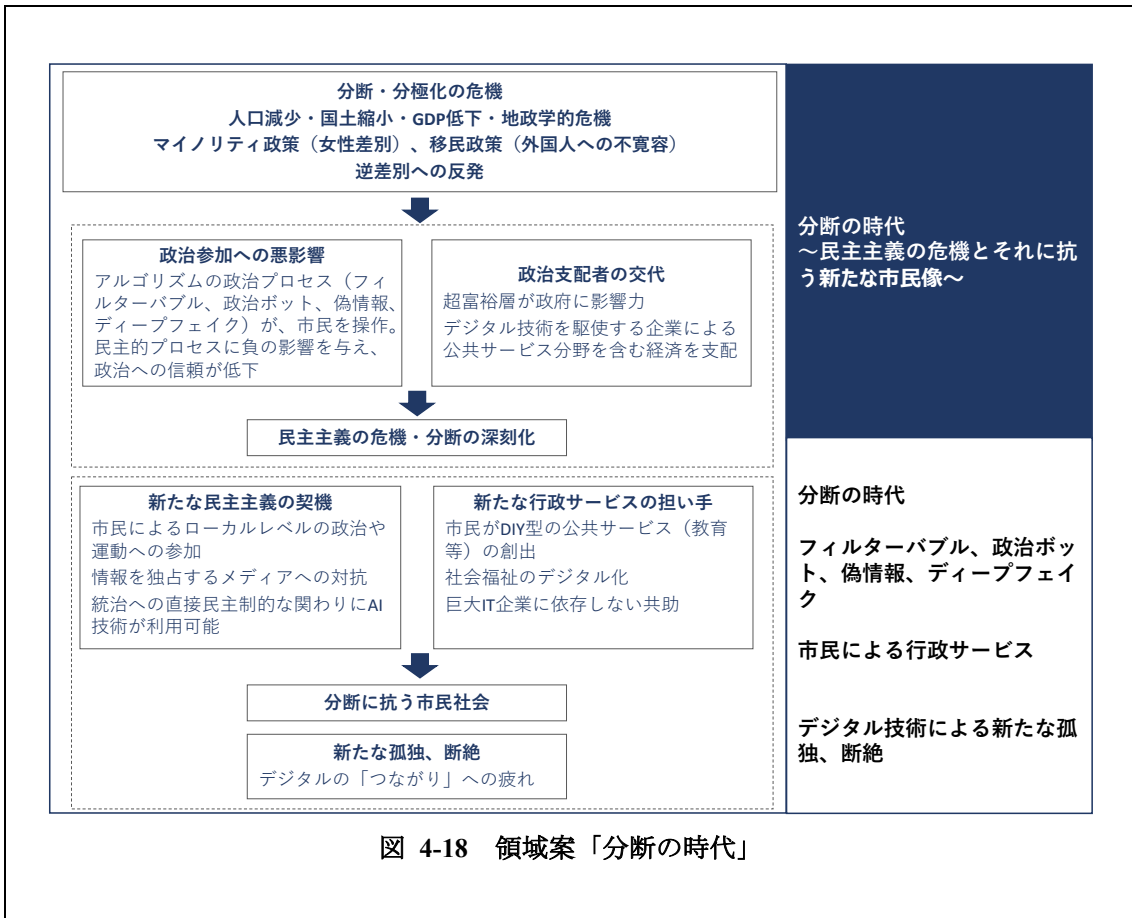 分断・分極化の危機
人口減少・国土縮小・GDP低下・地政学的危機
マイノリティ政策（女性差別）、移民政策（外国人への不寛容）
逆差別への反発
政治参加への悪影響
アルゴリズムの政治プロセス（フィ
ルターバブル、政治ボット、偽情報、
ディープフェイク）が、市民を操作。
民主的プロセスに負の影響を与え、
政治への信頼が低下
政治支配者の交代
超富裕層が政府に影響力
デジタル技術を駆使する企業による
公共サービス分野を含む経済を支配
民主主義の危機・分断の深刻化
新たな民主主義の契機
市民によるローカルレベルの政治や
運動への参加
情報を独占するメディアへの対抗
統治への直接民主制的な関わりにAI
技術が利用可能
新たな行政サービスの担い手
市民がDIY型の公共サービス（教育
等）の創出
社会福祉のデジタル化
巨大IT企業に依存しない共助
分断に抗う市民社会
新たな孤独、断絶
デジタルの「つながり」への疲れ
分断の時代
～民主主義の危機とそれに抗
う新たな市民像～
分断の時代
フィルターバブル、政治ボッ
ト、偽情報、ディープフェイ
ク
市民による行政サービス
デジタル技術による新たな孤
独、断絶
図 4-18 領域案「分断の時代」